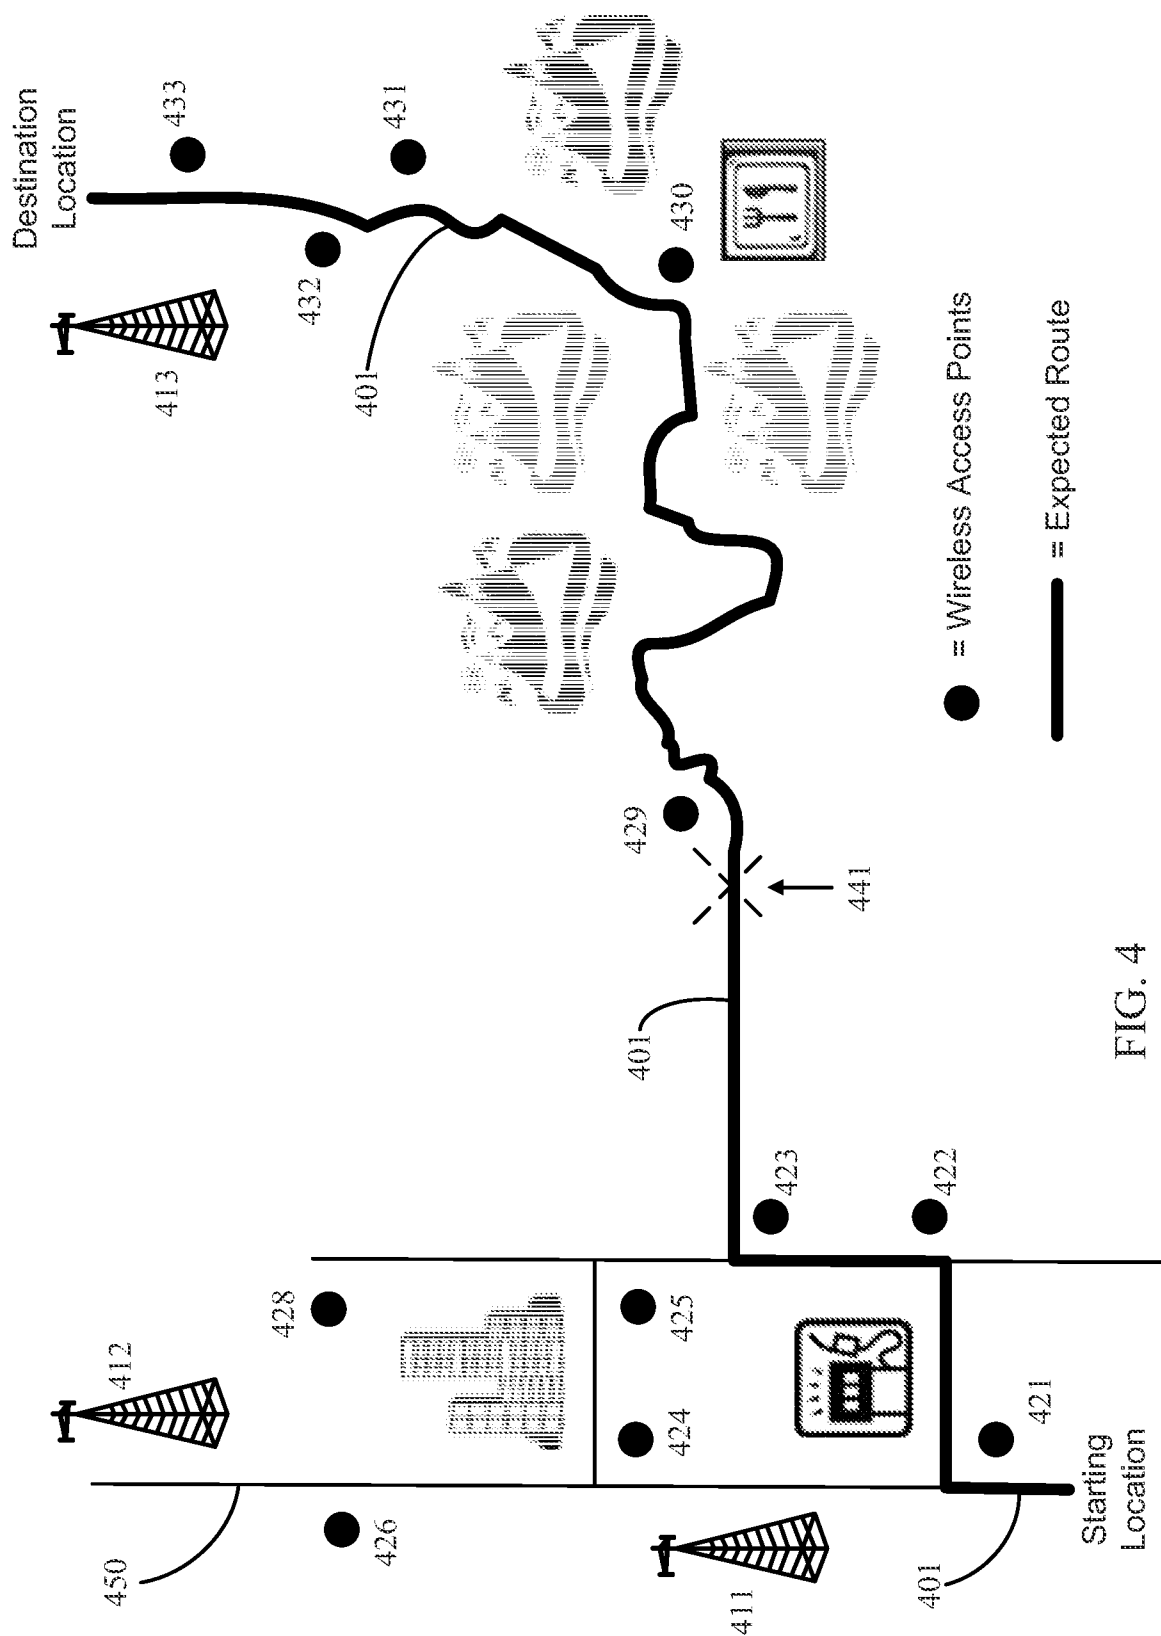 Destination
Location
433
431
432
413
401
430
429
441
401
423
422
428
425
412
424
421
426
450
411
401
Starting
Location
= Wireless Access Points
= Expected Route
FIG. 4